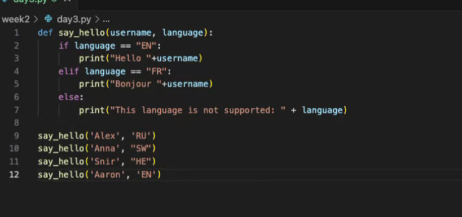 day3.py
week2 > day3.py > ...
1 def say_hello(username, language):
2     if language == "EN":
3         print("Hello "+username)
4     elif language == "FR":
5         print("Bonjour "+username)
6     else:
7         print("This language is not supported: " + language)
8
9 say_hello('Alex', 'RU')
10 say_hello('Anna', "SW")
11 say_hello('Snir', "HE")
12 say_hello('Aaron', 'EN')